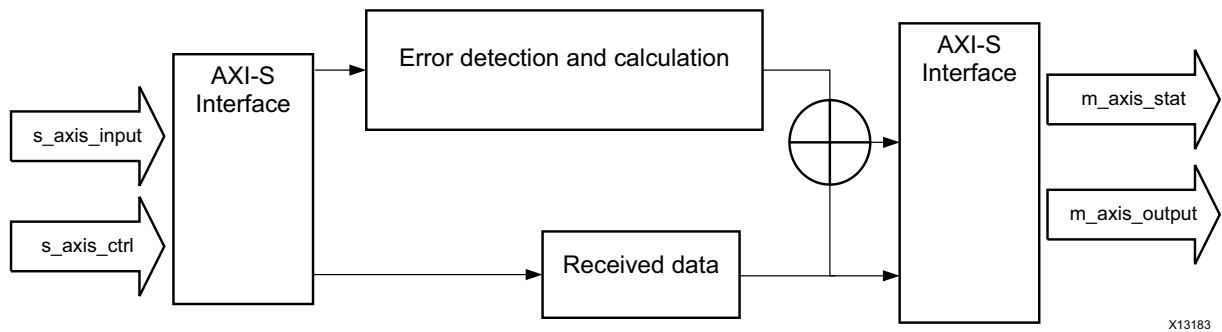 s_axis_input
s_axis_ctrl
AXI-S
Interface
Error detection and calculation
Received data
AXI-S
Interface
m_axis_stat
m_axis_output
X13183